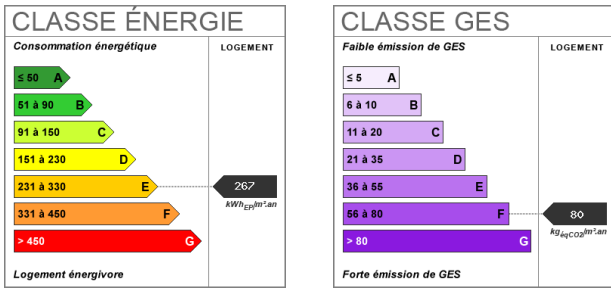 CLASSE ÉNERGIE
Consommation énergétique
LOGEMENT
≤ 50 A
51 à 90 B
91 à 150 C
151 à 230 D
231 à 330 E
267
kWhEP/m².an
331 à 450 F
> 450 G
Logement énergivore
CLASSE GES
Faible émission de GES
LOGEMENT
≤ 5 A
6 à 10 B
11 à 20 C
21 à 35 D
36 à 55 E
56 à 80 F
80
kgéqCO2/m².an
> 80 G
Forte émission de GES